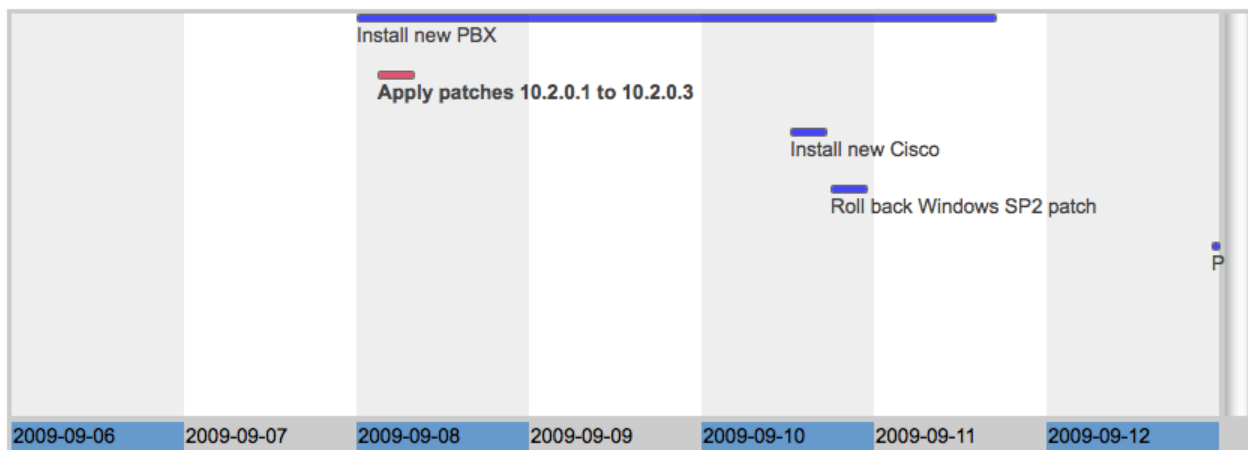 Install new PBX
Apply patches 10.2.0.1 to 10.2.0.3
Install new Cisco
Roll back Windows SP2 patch
P
2009-09-06 2009-09-07 2009-09-08 2009-09-09 2009-09-10 2009-09-11 2009-09-12